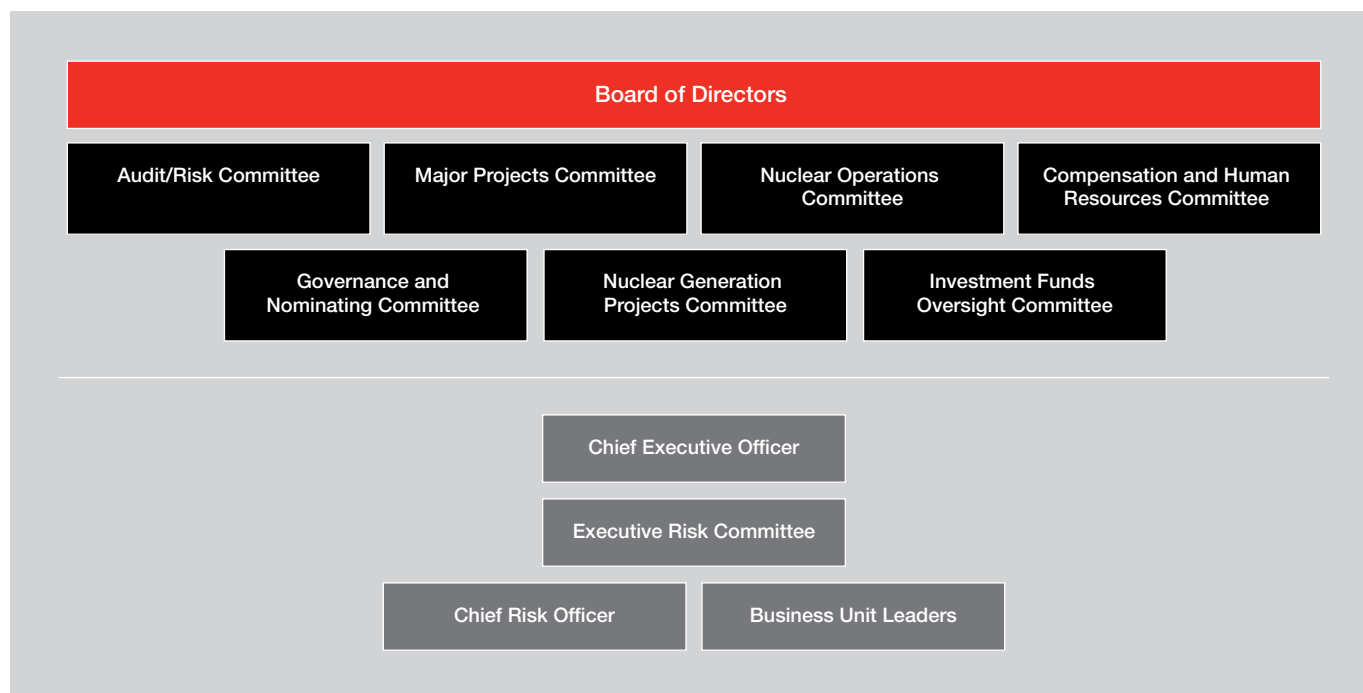 Board of Directors
Audit/Risk Committee
Major Projects Committee
Nuclear Operations
Committee
Compensation and Human
Resources Committee
Governance and
Nominating Committee
Nuclear Generation
Projects Committee
Investment Funds
Oversight Committee
Chief Executive Officer
Executive Risk Committee
Chief Risk Officer
Business Unit Leaders